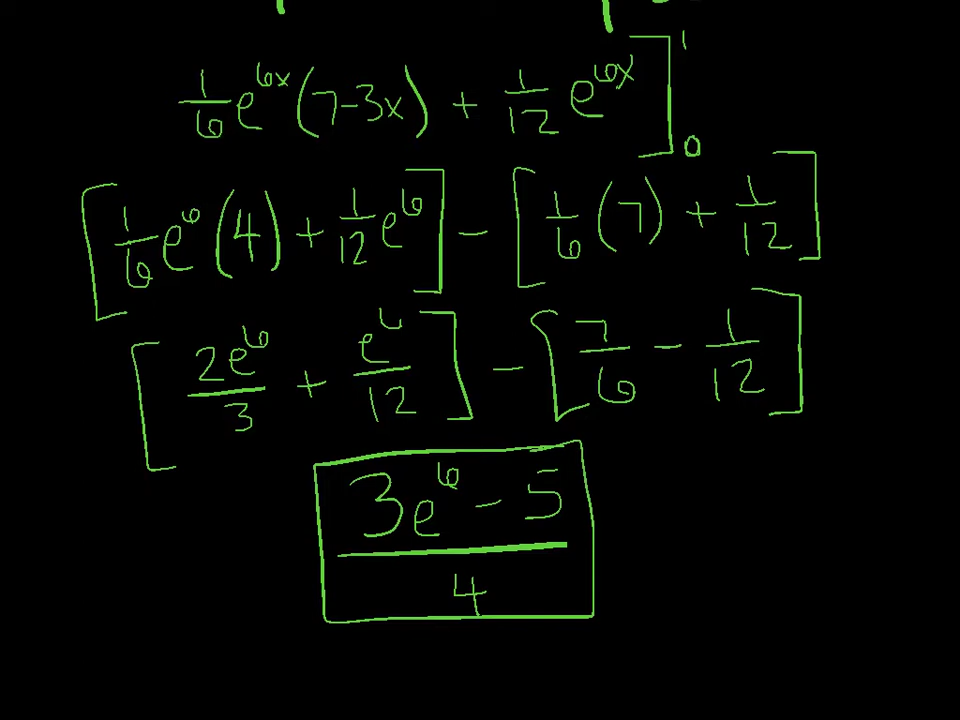 1/6 e^6x (7-3x) + 1/12 e^6x ]_0^1
[1/6 e^6 (4) + 1/12 e^6] - [1/6 (7) + 1/12]
[2e^6/3 + e^6/12] - [7/6 - 1/12]
3e^6 - 5 / 4